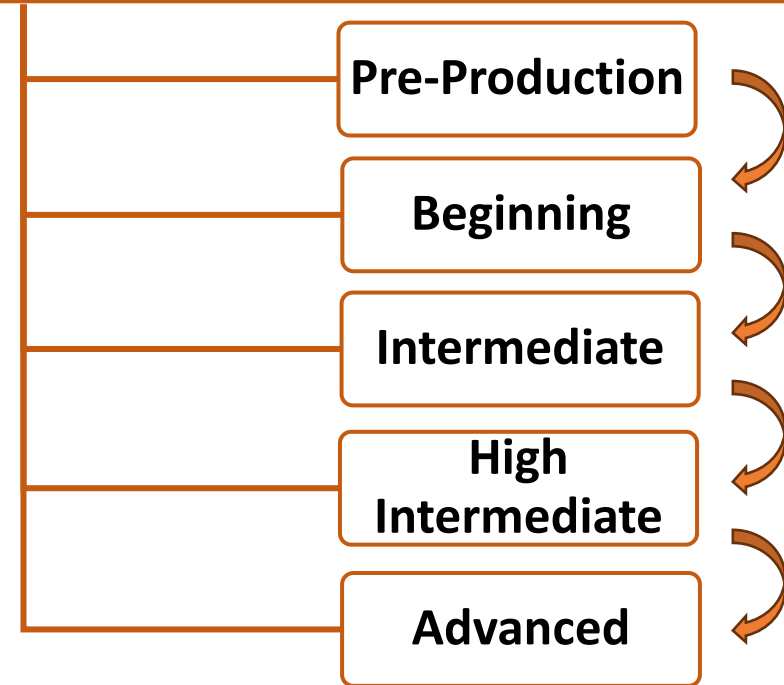 Pre-Production
Beginning
Intermediate
High
Intermediate
Advanced